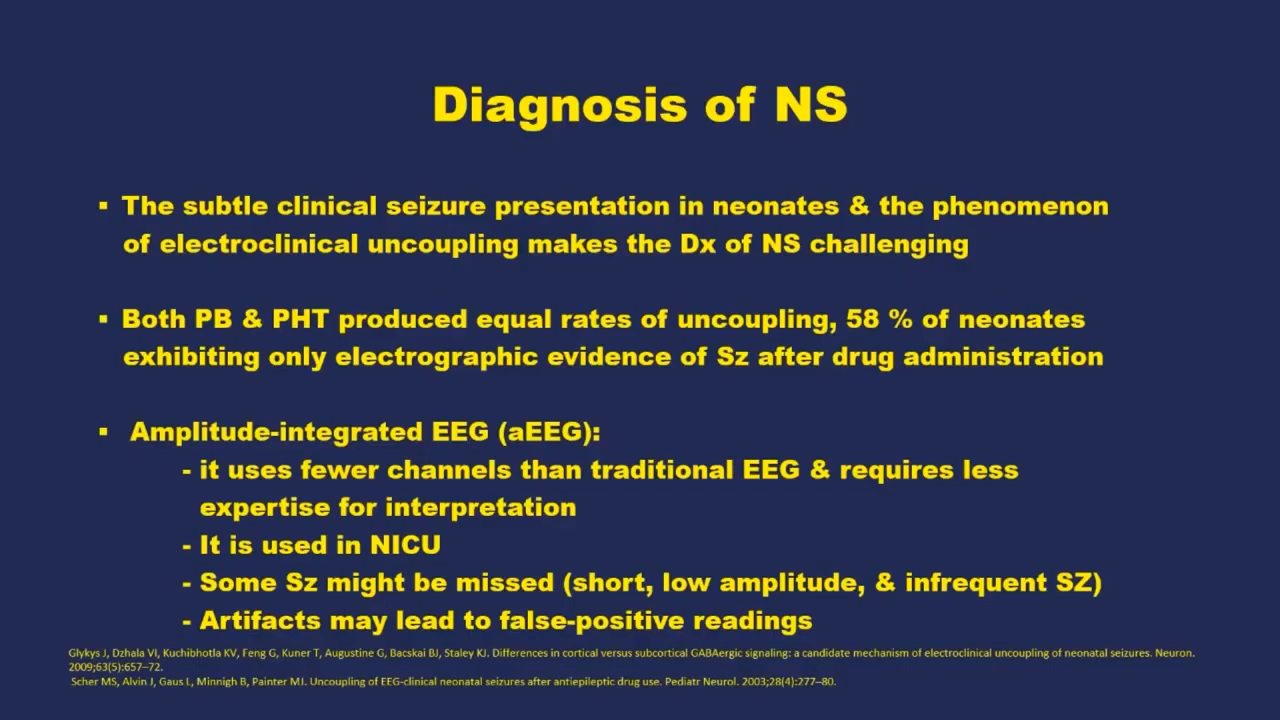 Diagnosis of NS
▪ The subtle clinical seizure presentation in neonates & the phenomenon
of electroclinical uncoupling makes the Dx of NS challenging
▪ Both PB & PHT produced equal rates of uncoupling, 58 % of neonates
exhibiting only electrographic evidence of Sz after drug administration
▪ Amplitude-integrated EEG (aEEG):
- it uses fewer channels than traditional EEG & requires less
expertise for interpretation
- It is used in NICU
- Some Sz might be missed (short, low amplitude, & infrequent SZ)
- Artifacts may lead to false-positive readings
Glykys J, Dzhala VI, Kuchibhotla KV, Feng G, Kuner T, Augustine G, Bacskai BJ, Staley KJ. Differences in cortical versus subcortical GABAergic signaling: a candidate mechanism of electroclinical uncoupling of neonatal seizures. Neuron.
2009;63(5):657–72.
Scher MS, Alvin J, Gaus L, Minnigh B, Painter MJ. Uncoupling of EEG-clinical neonatal seizures after antiepileptic drug use. Pediatr Neurol. 2003;28(4):277–80.